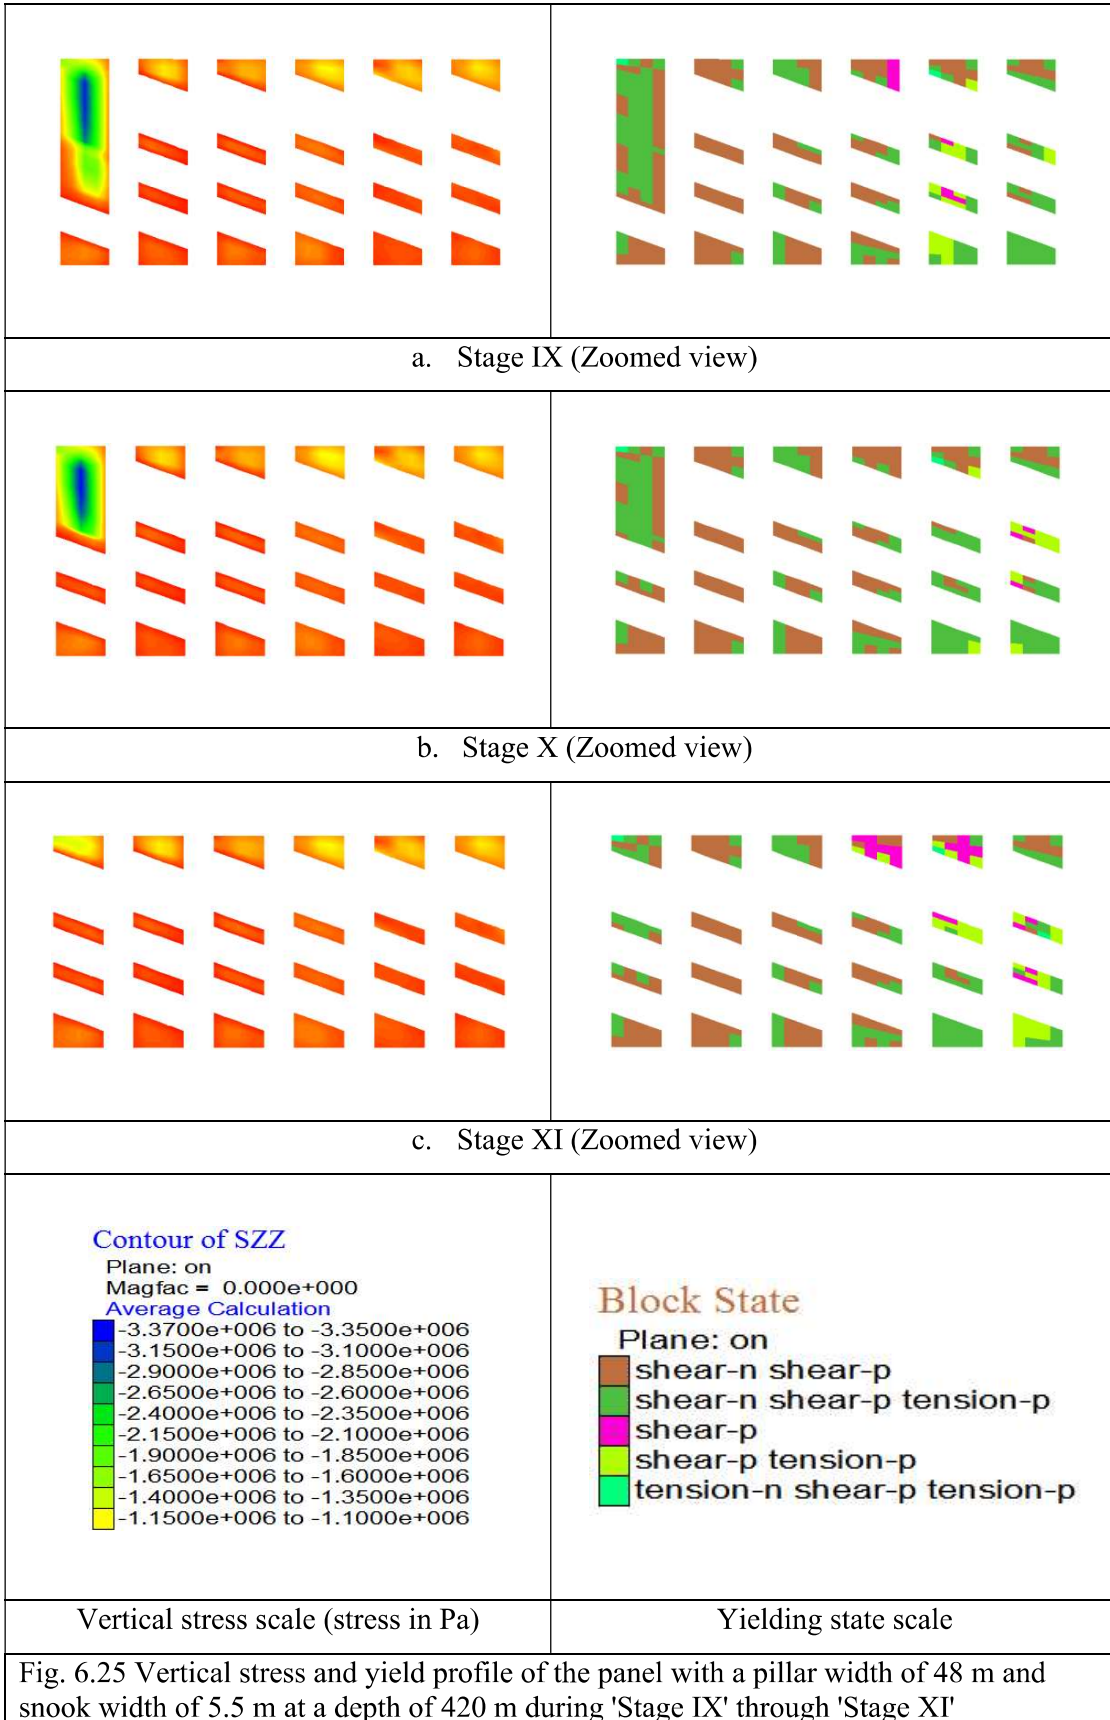 a. Stage IX (Zoomed view)
b. Stage X (Zoomed view)
c. Stage XI (Zoomed view)
Contour of SZZ
Plane: on
Magfac = 0.000e+000
Average Calculation
-3.3700e+006 to -3.3500e+006
-3.1500e+006 to -3.1000e+006
-2.9000e+006 to -2.8500e+006
-2.6500e+006 to -2.6000e+006
-2.4000e+006 to -2.3500e+006
-2.1500e+006 to -2.1000e+006
-1.9000e+006 to -1.8500e+006
-1.6500e+006 to -1.6000e+006
-1.4000e+006 to -1.3500e+006
-1.1500e+006 to -1.1000e+006
Block State
Plane: on
shear-n shear-p
shear-n shear-p tension-p
shear-p
shear-p tension-p
tension-n shear-p tension-p
Vertical stress scale (stress in Pa)
Yielding state scale
Fig. 6.25 Vertical stress and yield profile of the panel with a pillar width of 48 m and
snook width of 5.5 m at a depth of 420 m during 'Stage IX' through 'Stage XI'